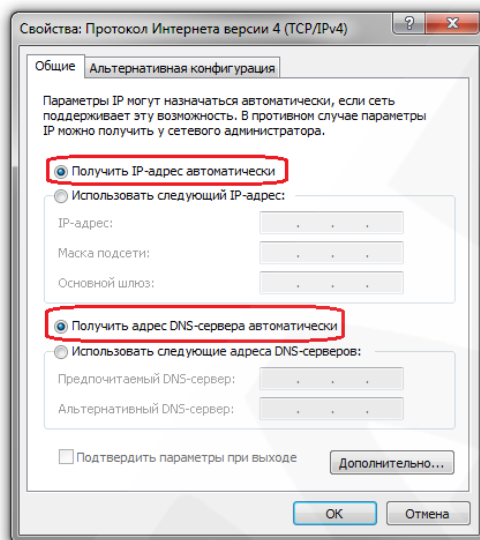 Свойства: Протокол Интернета версии 4 (TCP/IPv4)
Общие
Альтернативная конфигурация
Параметры IP могут назначаться автоматически, если сеть
поддерживает эту возможность. В противном случае параметры
IP можно получить у сетевого администратора.
Получить IP-адрес автоматически
Использовать следующий IP-адрес:
IP-адрес:
Маска подсети:
Основной шлюз:
Получить адрес DNS-сервера автоматически
Использовать следующие адреса DNS-серверов:
Предпочитаемый DNS-сервер:
Альтернативный DNS-сервер:
Подтвердить параметры при выходе
Дополнительно...
ОК
Отмена